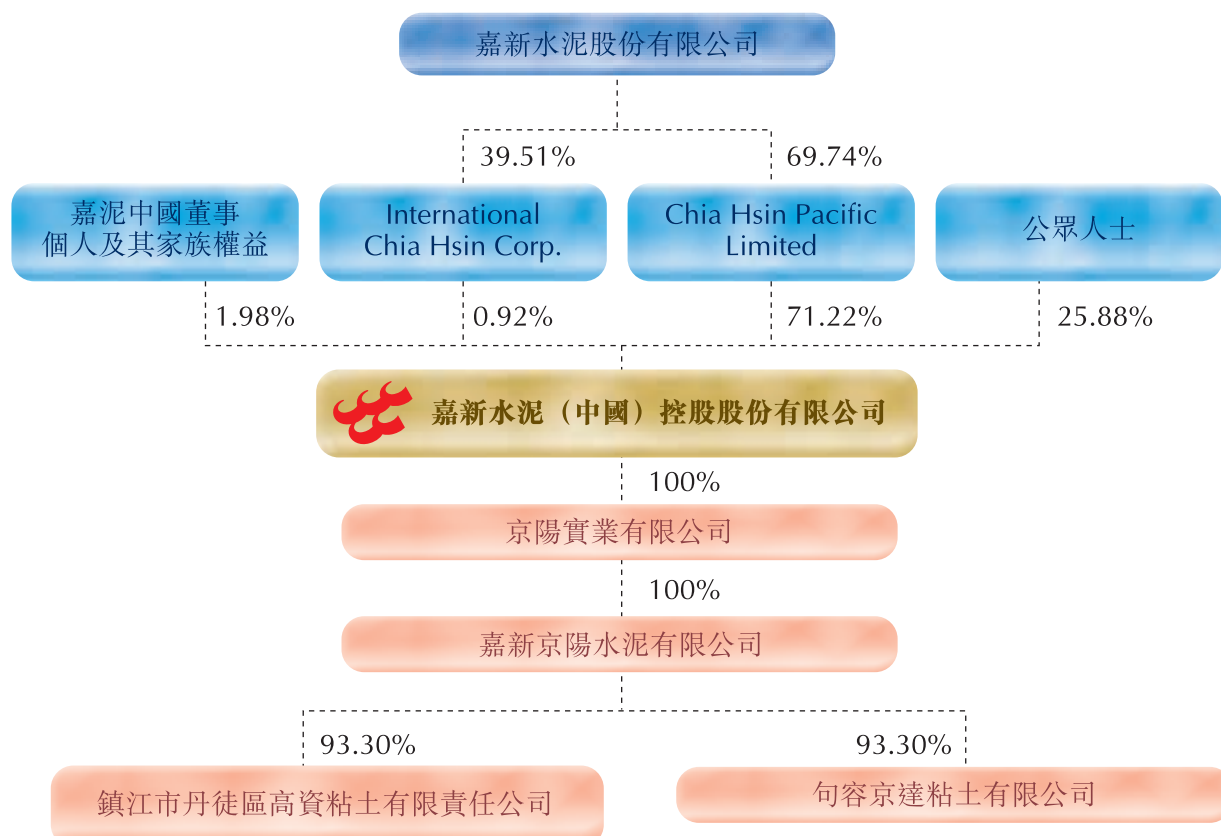 嘉新水泥股份有限公司
39.51%
69.74%
嘉泥中國董事
個人及其家族權益
International
Chia Hsin Corp.
Chia Hsin Pacific
Limited
公眾人士
1.98%
0.92%
71.22%
25.88%
嘉新水泥（中國）控股股份有限公司
100%
京陽實業有限公司
100%
嘉新京陽水泥有限公司
93.30%
93.30%
鎮江市丹徒區高資粘土有限責任公司
句容京達粘土有限公司